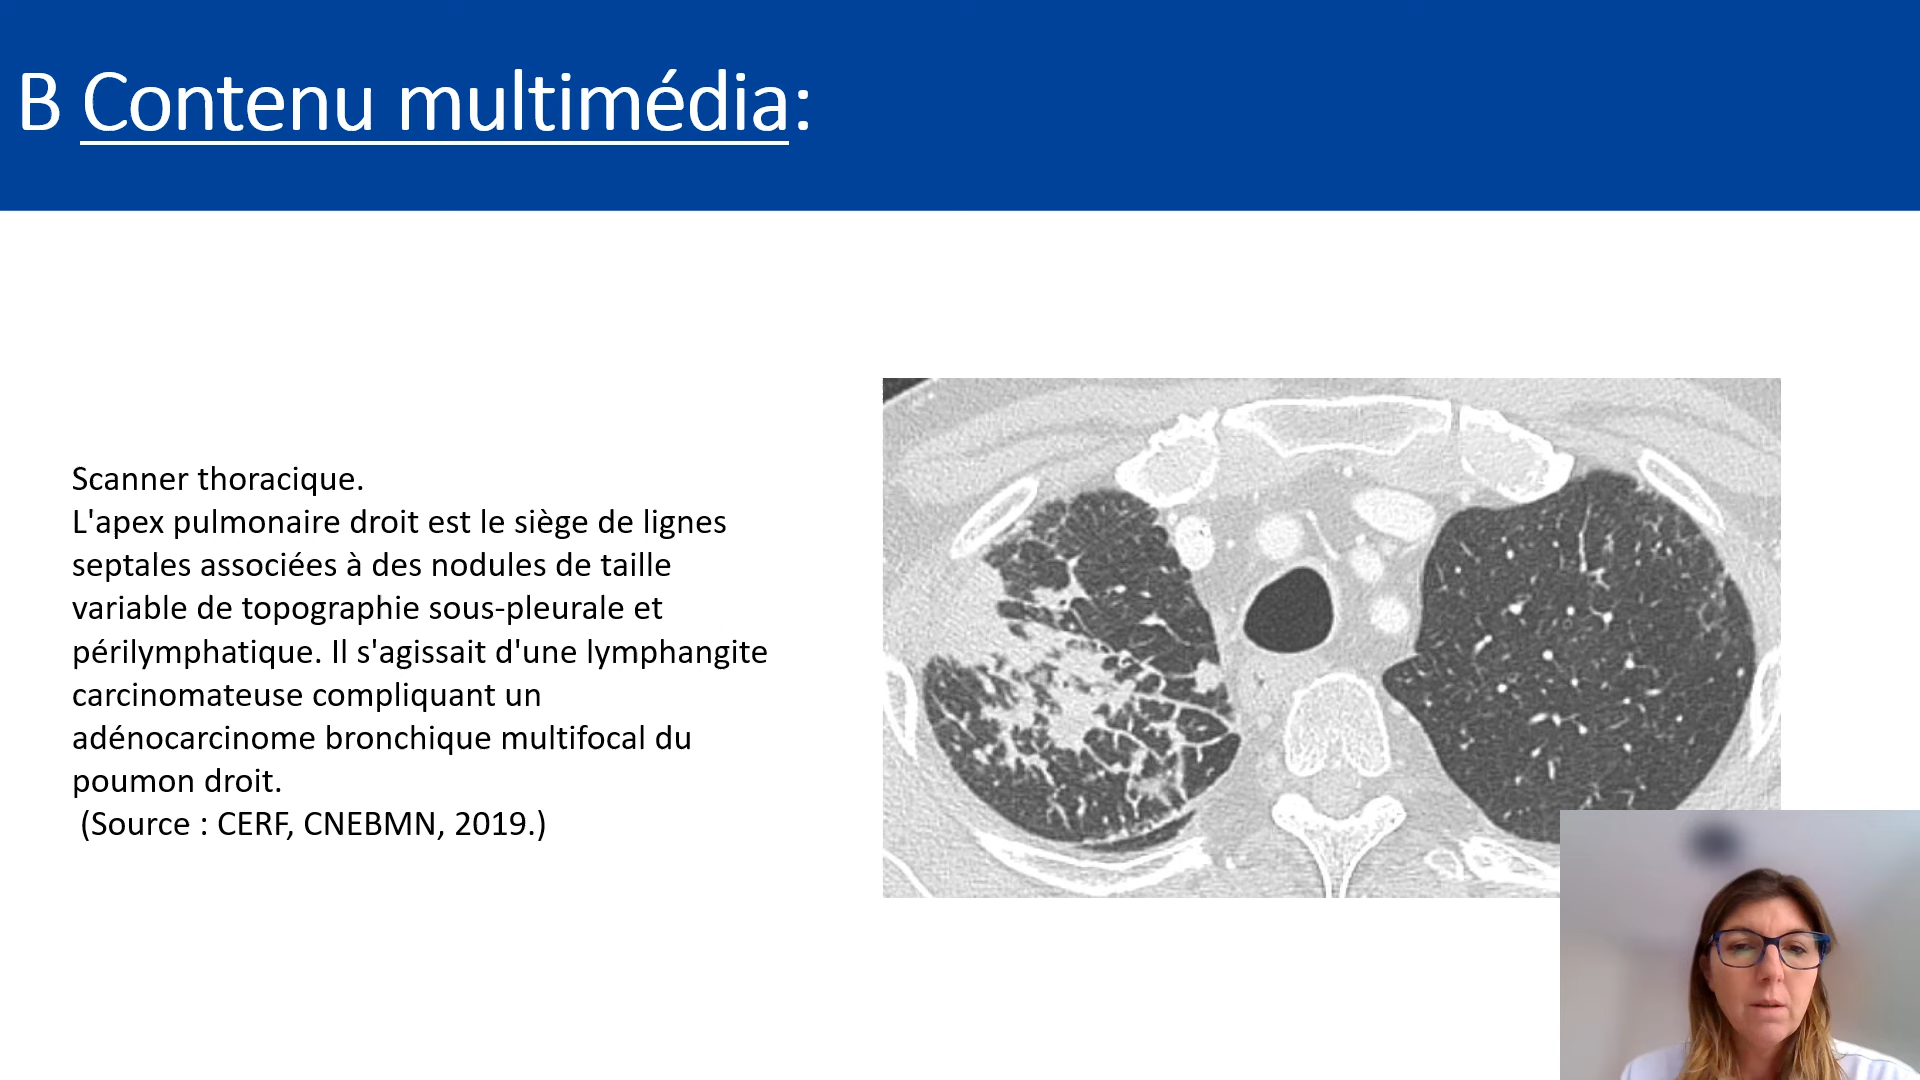 B Contenu multimédia:
Scanner thoracique.
L'apex pulmonaire droit est le siège de lignes
septales associées à des nodules de taille
variable de topographie sous-pleurale et
périlymphatique. Il s'agissait d'une lymphangite
carcinomateuse compliquant un
adénocarcinome bronchique multifocal du
poumon droit.
(Source : CERF, CNEBMN, 2019.)